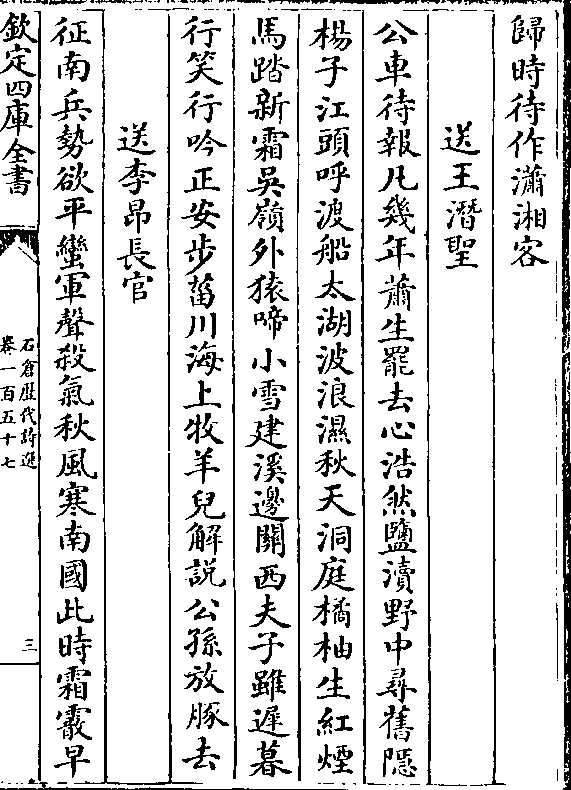 歸時待作瀟湘客
送王潛聖
公車待報凡幾年蕭生罷去心浩然鹽瀆野中尋舊隱
楊子江頭呼渡船太湖波浪濕秋天洞庭橘柚生紅煙
馬踏新霜吳嶺外猿啼小雪建溪邊關西夫子雖遲暮
行笑行吟正安步菑川海上牧羊兒解説公孫放豚去
送李昂長官
征南兵勢欲平蠻軍聲殺氣秋風寒南國此時霜霰早
欽定四庫全書
石倉歷代詩選
卷一百五十七
三